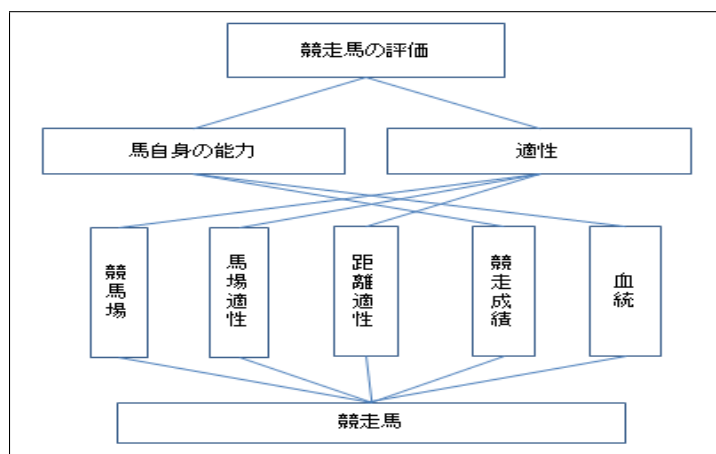 競走馬の評価
馬自身の能力
適性
競馬場
馬場適性
距離適性
競走成績
血統
競走馬